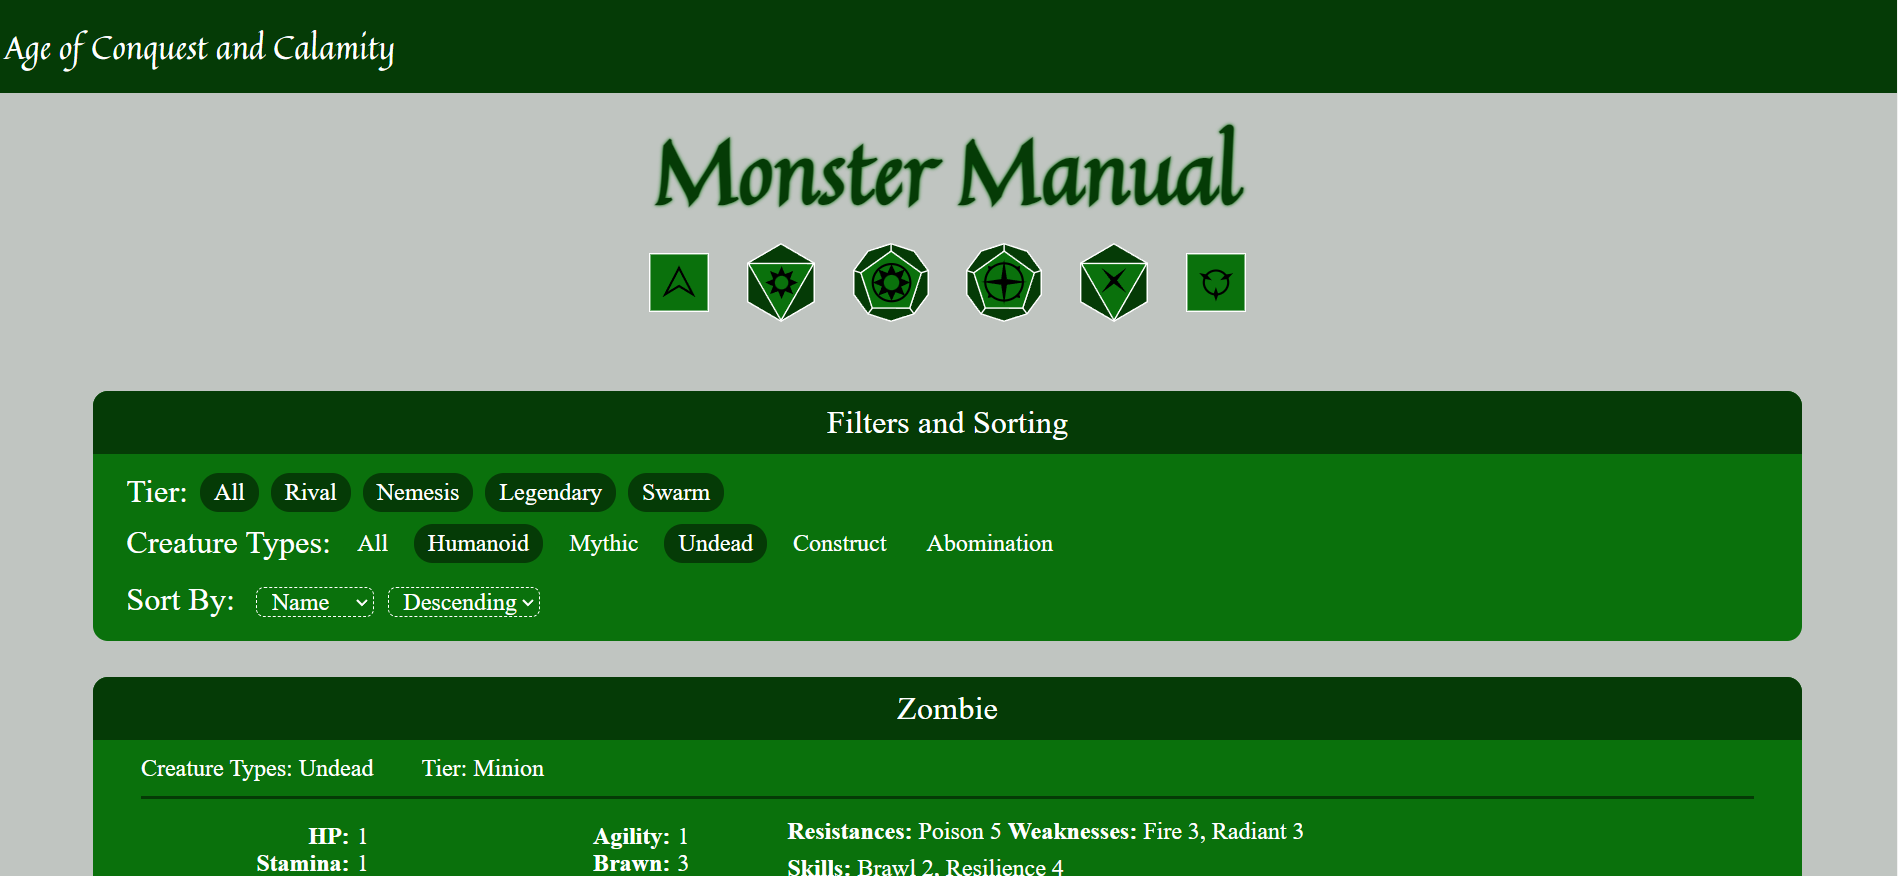 Age of Conquest and Calamity
Monster Manual
Filters and Sorting
Tier: All Rival Nemesis Legendary Swarm
Creature Types: All Humanoid Mythic Undead Construct Abomination
Sort By: Name Descending
Zombie
Creature Types: Undead Tier: Minion
HP: 1
Stamina: 1
Agility: 1
Brawn: 3
Resistances: Poison 5 Weaknesses: Fire 3, Radiant 3
Skills: Brawl 2, Resilience 4